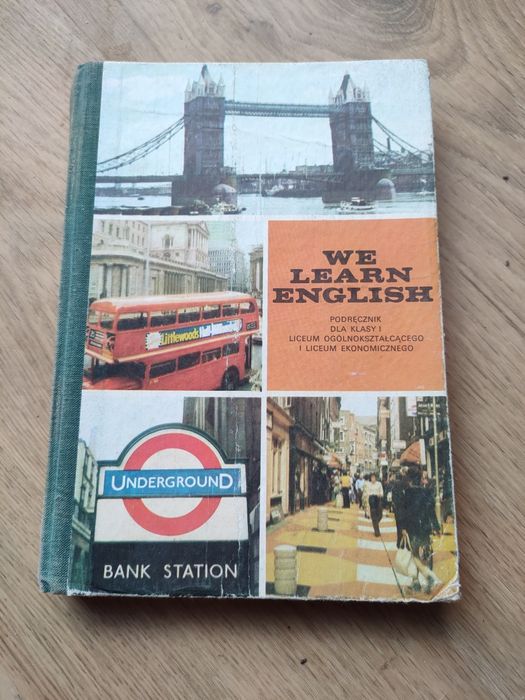 WE
LEARN
ENGLISH
PODRĘCZNIK
DLA KLASY I
LICEUM OGÓLNOKSZTAŁCĄCEGO
I LICEUM EKONOMICZNEGO
Littlewoods
UNDERGROUND
BANK STATION